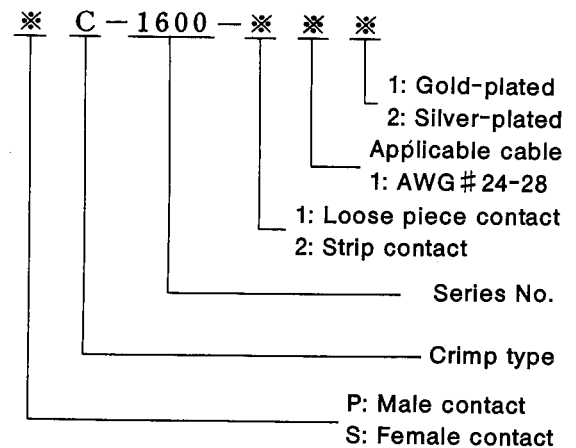 ※ C-1600-※ ※ ※
1: Gold-plated
2: Silver-plated
Applicable cable
1: AWG♯24-28
1: Loose piece contact
2: Strip contact
Series No.
Crimp type
P: Male contact
S: Female contact